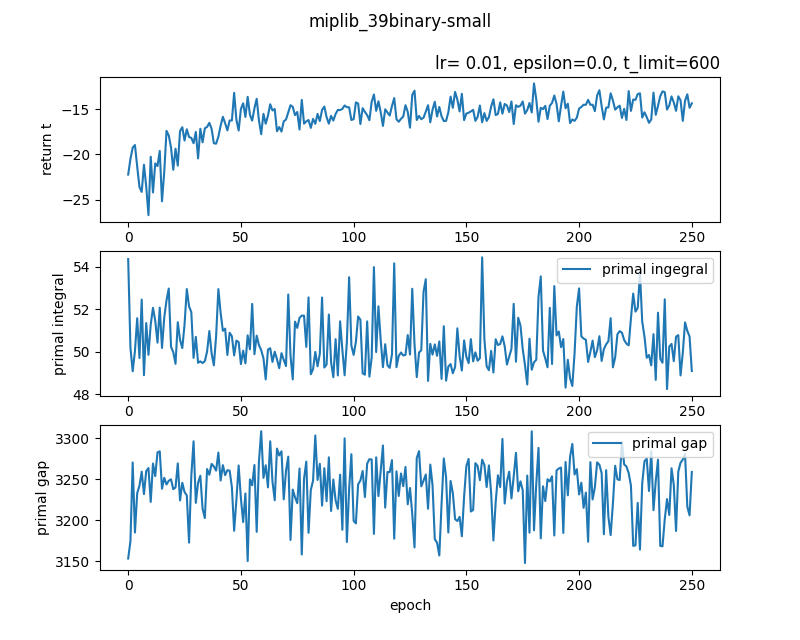 miplib_39binary-small
lr= 0.01, epsilon=0.0, t_limit=600
return t
−15
−20
−25
0 50 100 150 200 250
primal integral
54
52
50
48
primal ingegral
0 50 100 150 200 250
primal gap
3300
3250
3200
3150
primal gap
0 50 100 150 200 250
epoch